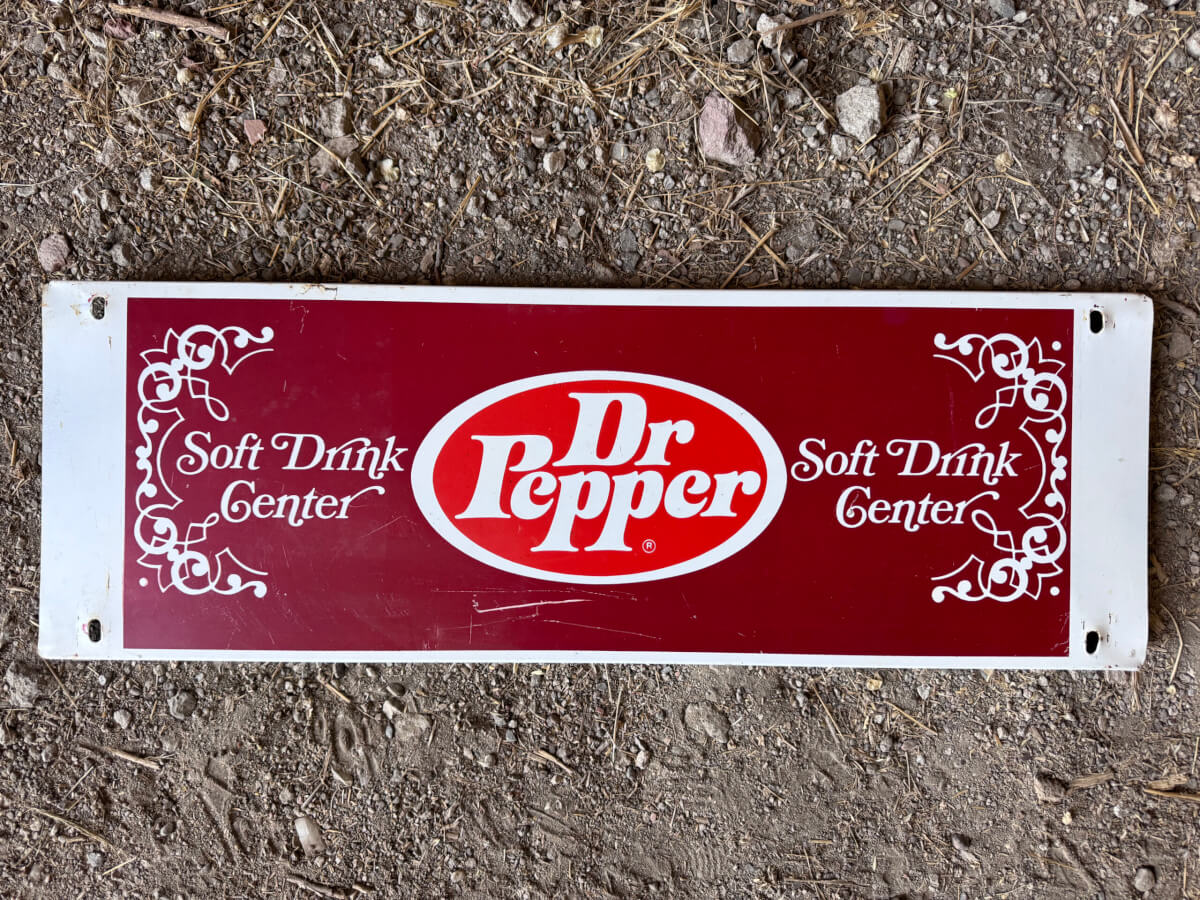 Soft Drink
Center
Dr
Pepper
®
Soft Drink
Center